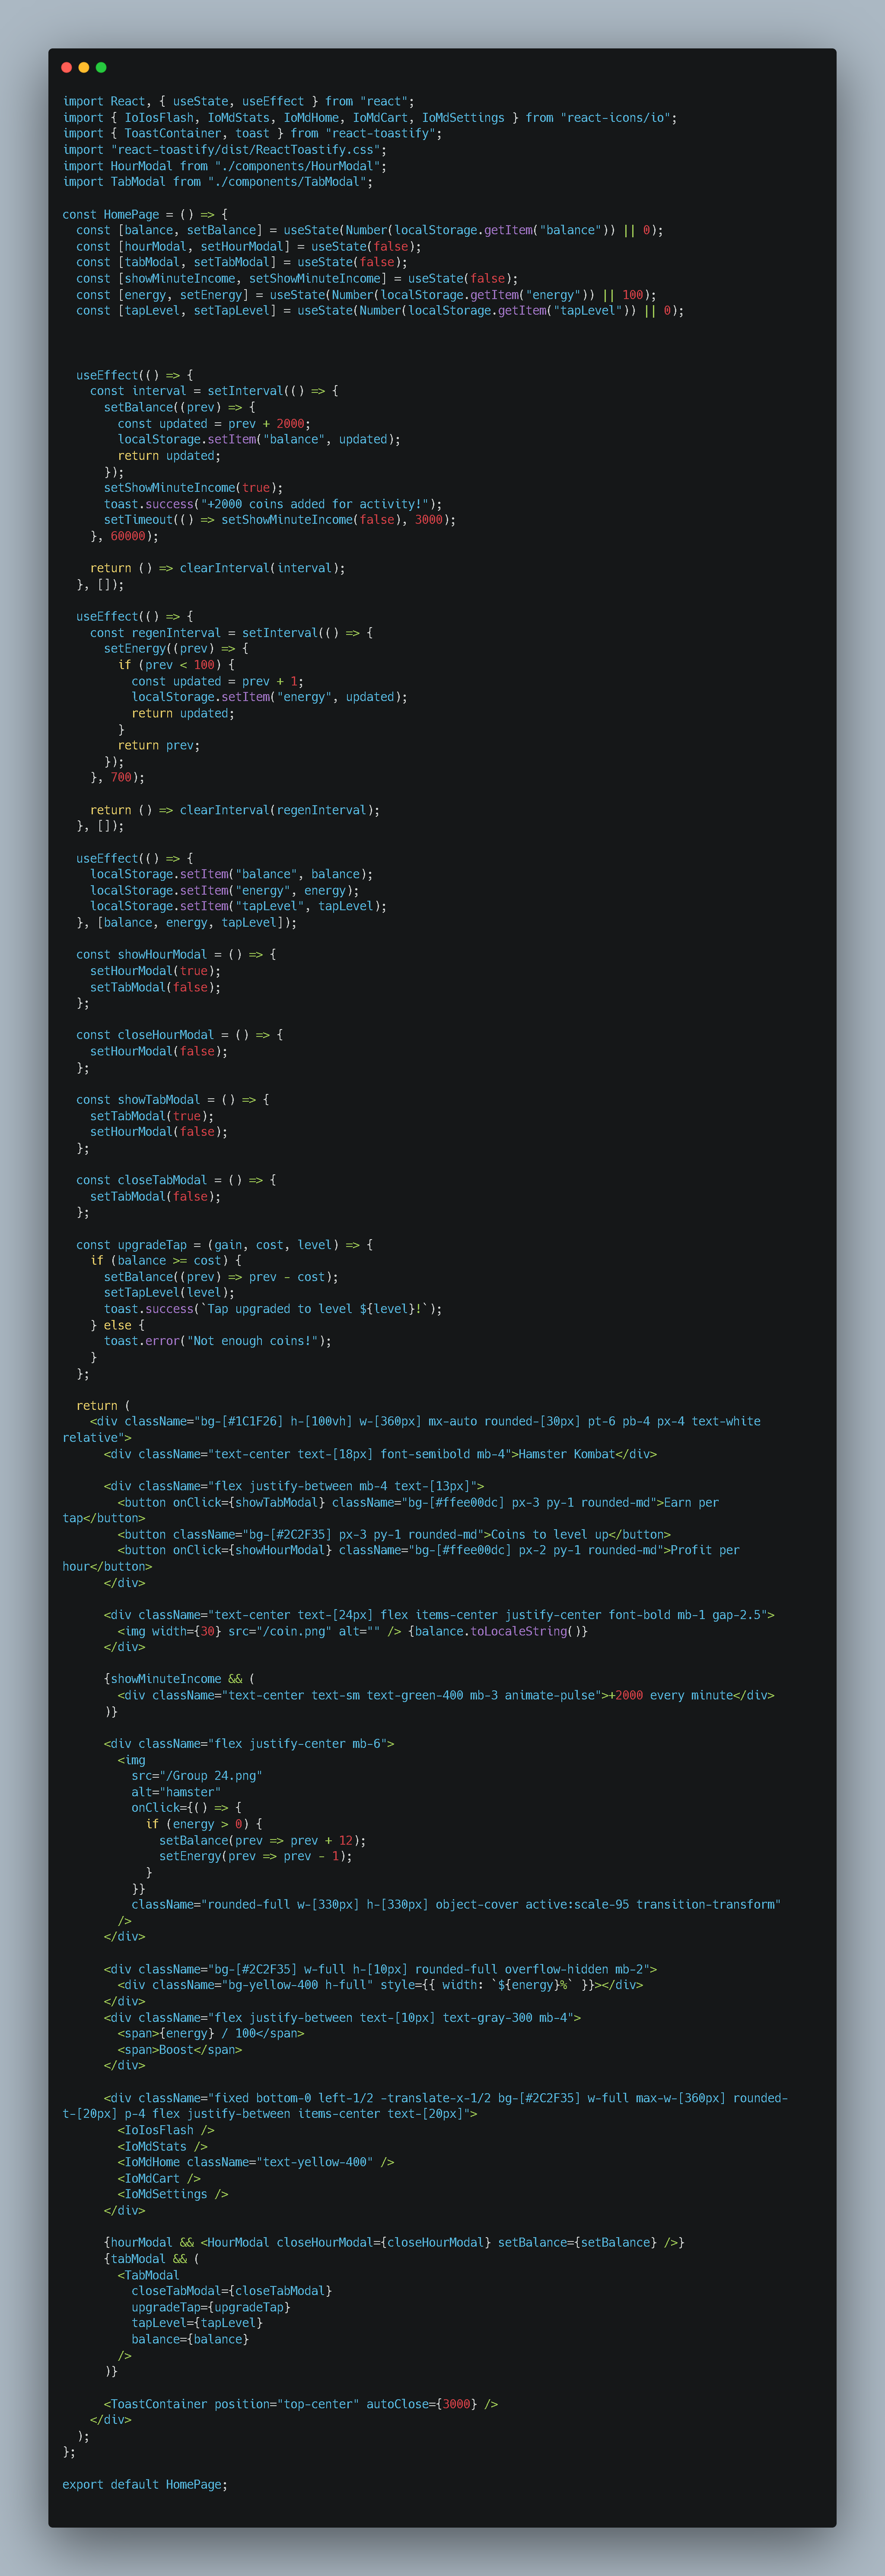 import React, { useState, useEffect } from "react";
import { IoIosFlash, IoMdStats, IoMdHome, IoMdCart, IoMdSettings } from "react-icons/io";
import { ToastContainer, toast } from "react-toastify";
import "react-toastify/dist/ReactToastify.css";
import HourModal from "./components/HourModal";
import TabModal from "./components/TabModal";

const HomePage = () => {
  const [balance, setBalance] = useState(Number(localStorage.getItem("balance")) || 0);
  const [hourModal, setHourModal] = useState(false);
  const [tabModal, setTabModal] = useState(false);
  const [showMinuteIncome, setShowMinuteIncome] = useState(false);
  const [energy, setEnergy] = useState(Number(localStorage.getItem("energy")) || 100);
  const [tapLevel, setTapLevel] = useState(Number(localStorage.getItem("tapLevel")) || 0);

  useEffect(() => {
    const interval = setInterval(() => {
      setBalance((prev) => {
        const updated = prev + 2000;
        localStorage.setItem("balance", updated);
        return updated;
      });
      setShowMinuteIncome(true);
      toast.success("+2000 coins added for activity!");
      setTimeout(() => setShowMinuteIncome(false), 3000);
    }, 60000);

    return () => clearInterval(interval);
  }, []);

  useEffect(() => {
    const regenInterval = setInterval(() => {
      setEnergy((prev) => {
        if (prev < 100) {
          const updated = prev + 1;
          localStorage.setItem("energy", updated);
          return updated;
        }
        return prev;
      });
    }, 700);

    return () => clearInterval(regenInterval);
  }, []);

  useEffect(() => {
    localStorage.setItem("balance", balance);
    localStorage.setItem("energy", energy);
    localStorage.setItem("tapLevel", tapLevel);
  }, [balance, energy, tapLevel]);

  const showHourModal = () => {
    setHourModal(true);
    setTabModal(false);
  };

  const closeHourModal = () => {
    setHourModal(false);
  };

  const showTabModal = () => {
    setTabModal(true);
    setHourModal(false);
  };

  const closeTabModal = () => {
    setTabModal(false);
  };

  const upgradeTap = (gain, cost, level) => {
    if (balance >= cost) {
      setBalance((prev) => prev - cost);
      setTapLevel(level);
      toast.success(`Tap upgraded to level ${level}!`);
    } else {
      toast.error("Not enough coins!");
    }
  };

  return (
    <div className="bg-[#1C1F26] h-[100vh] w-[360px] mx-auto rounded-[30px] pt-6 pb-4 px-4 text-white
relative">
      <div className="text-center text-[18px] font-semibold mb-4">Hamster Kombat</div>

      <div className="flex justify-between mb-4 text-[13px]">
        <button onClick={showTabModal} className="bg-[#ffee00dc] px-3 py-1 rounded-md">Earn per
tap</button>
        <button className="bg-[#2C2F35] px-3 py-1 rounded-md">Coins to level up</button>
        <button onClick={showHourModal} className="bg-[#ffee00dc] px-2 py-1 rounded-md">Profit per
hour</button>
      </div>

      <div className="text-center text-[24px] flex items-center justify-center font-bold mb-1 gap-2.5">
        <img width={30} src="/coin.png" alt="" /> {balance.toLocaleString()}
      </div>

      {showMinuteIncome && (
        <div className="text-center text-sm text-green-400 mb-3 animate-pulse">+2000 every minute</div>
      )}

      <div className="flex justify-center mb-6">
        <img
          src="/Group 24.png"
          alt="hamster"
          onClick={() => {
            if (energy > 0) {
              setBalance(prev => prev + 12);
              setEnergy(prev => prev - 1);
            }
          }}
          className="rounded-full w-[330px] h-[330px] object-cover active:scale-95 transition-transform"
        />
      </div>

      <div className="bg-[#2C2F35] w-full h-[10px] rounded-full overflow-hidden mb-2">
        <div className="bg-yellow-400 h-full" style={{ width: `${energy}%` }}></div>
      </div>
      <div className="flex justify-between text-[10px] text-gray-300 mb-4">
        <span>{energy} / 100</span>
        <span>Boost</span>
      </div>

      <div className="fixed bottom-0 left-1/2 -translate-x-1/2 bg-[#2C2F35] w-full max-w-[360px] rounded-
t-[20px] p-4 flex justify-between items-center text-[20px]">
        <IoIosFlash />
        <IoMdStats />
        <IoMdHome className="text-yellow-400" />
        <IoMdCart />
        <IoMdSettings />
      </div>

      {hourModal && <HourModal closeHourModal={closeHourModal} setBalance={setBalance} />}
      {tabModal && (
        <TabModal
          closeTabModal={closeTabModal}
          upgradeTap={upgradeTap}
          tapLevel={tapLevel}
          balance={balance}
        />
      )}

      <ToastContainer position="top-center" autoClose={3000} />
    </div>
  );
};

export default HomePage;